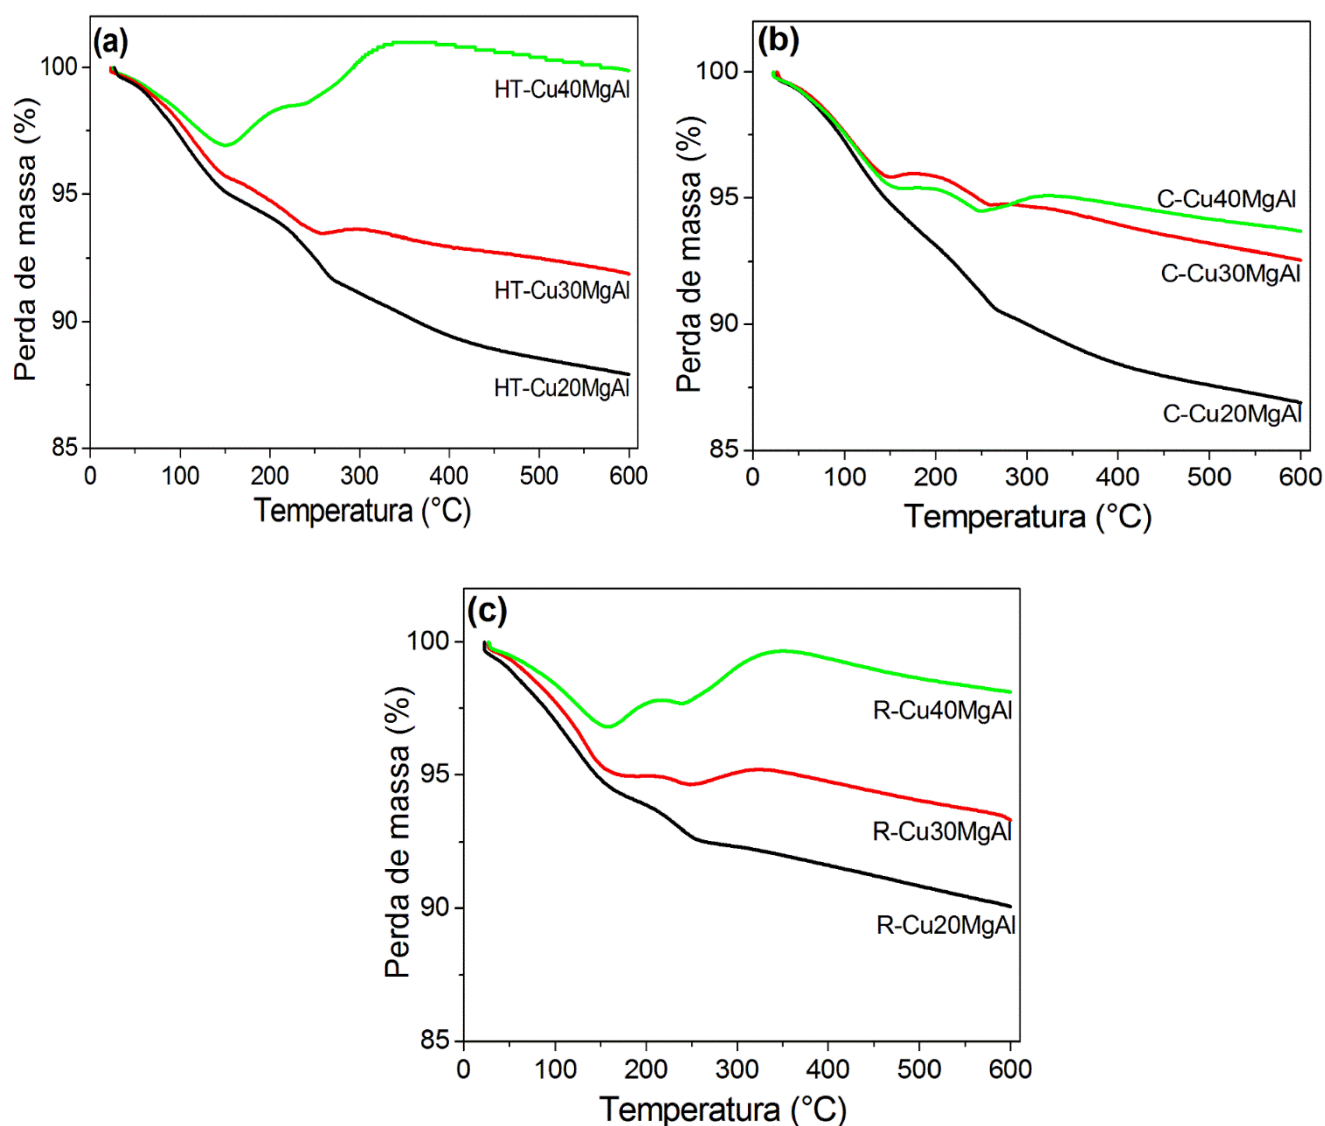 (a)
100
95
90
85
0 100 200 300 400 500 600
Perda de massa (%)
Temperatura (°C)
HT-Cu40MgAl
HT-Cu30MgAl
HT-Cu20MgAl
(b)
100
95
90
85
0 100 200 300 400 500 600
Perda de massa (%)
Temperatura (°C)
C-Cu40MgAl
C-Cu30MgAl
C-Cu20MgAl
(c)
100
95
90
85
0 100 200 300 400 500 600
Perda de massa (%)
Temperatura (°C)
R-Cu40MgAl
R-Cu30MgAl
R-Cu20MgAl